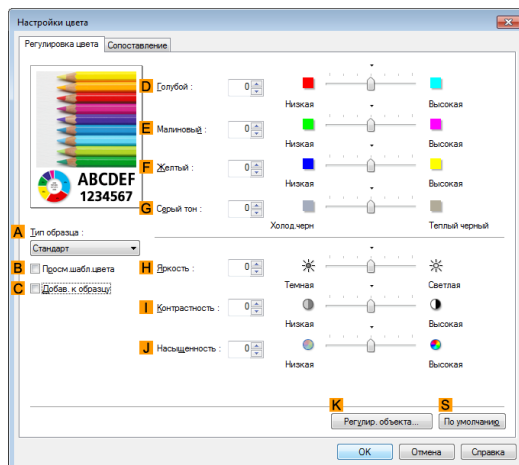 Настройки цвета
Регулировка цвета Сопоставление
ABCDEF
1234567
D Голубой : 0
Низкая Высокая
E Малиновый : 0
Низкая Высокая
F Желтый : 0
Низкая Высокая
G Серый тон : 0
Холод.черн Теплый черный
A Тип образца :
Стандарт
B Просм.шабл.цвета
C Добав. к образцу
H Яркость : 0
Темная Светлая
I Контрастность : 0
Низкая Высокая
J Насыщенность : 0
Низкая Высокая
K S
Регулир. объекта... По умолчанию
OK Отмена Справка